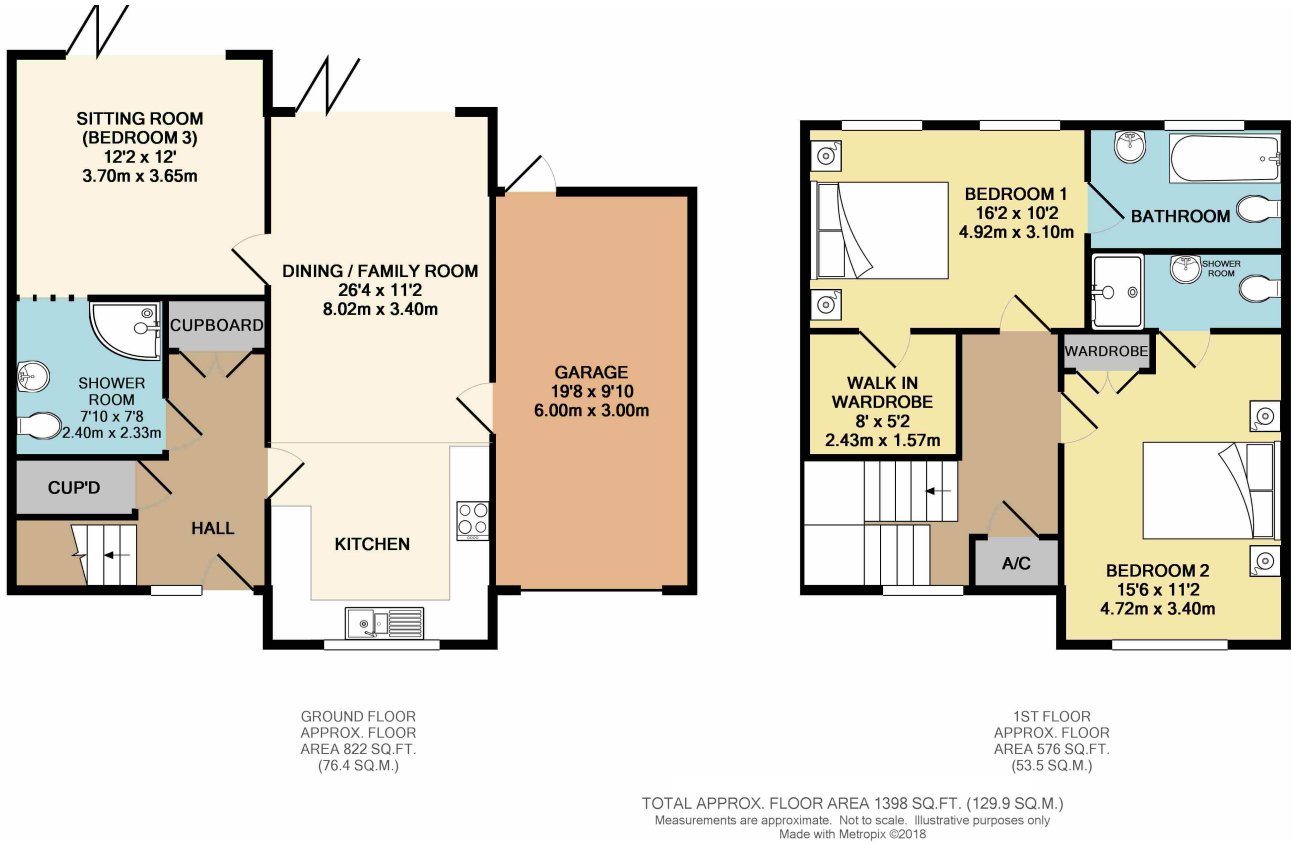 SITTING ROOM
(BEDROOM 3)
12'2 x 12'
3.70m x 3.65m
DINING / FAMILY ROOM
26'4 x 11'2
8.02m x 3.40m
CUPBOARD
SHOWER
ROOM
7'10 x 7'8
2.40m x 2.33m
CUP'D
HALL
KITCHEN
GARAGE
19'8 x 9'10
6.00m x 3.00m
GROUND FLOOR
APPROX. FLOOR
AREA 822 SQ.FT.
(76.4 SQ.M.)
BEDROOM 1
16'2 x 10'2
4.92m x 3.10m
BATHROOM
SHOWER
ROOM
WALK IN
WARDROBE
8' x 5'2
2.43m x 1.57m
WARDROBE
A/C
BEDROOM 2
15'6 x 11'2
4.72m x 3.40m
1ST FLOOR
APPROX. FLOOR
AREA 576 SQ.FT.
(53.5 SQ.M.)
TOTAL APPROX. FLOOR AREA 1398 SQ.FT. (129.9 SQ.M.)
Measurements are approximate. Not to scale. Illustrative purposes only
Made with Metropix ©2018